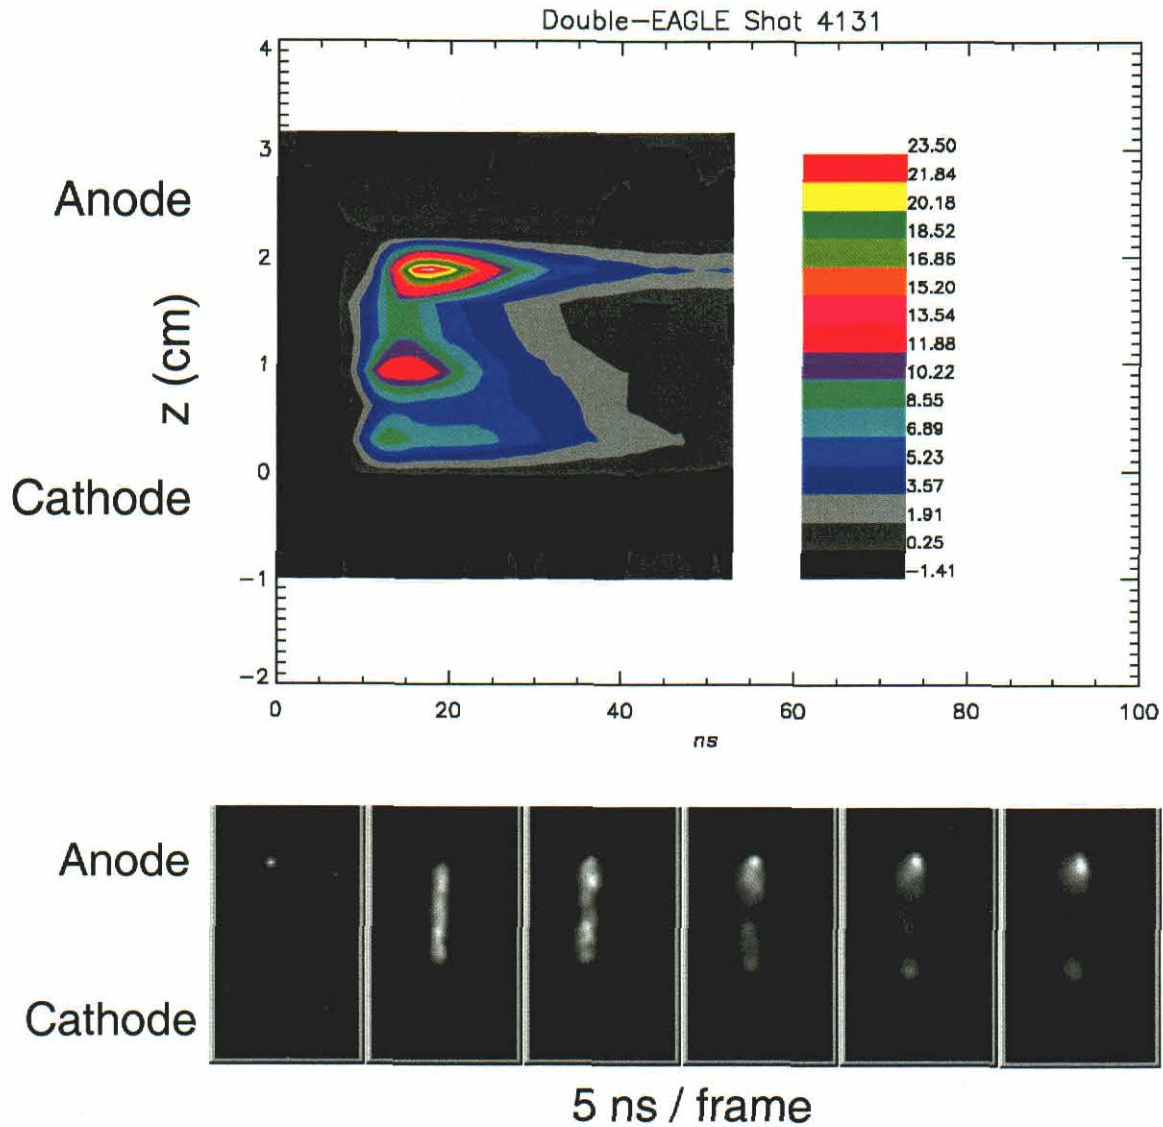 Double-EAGLE Shot 4131
4
3
2
1
0
-1
-2
Anode
z (cm)
Cathode
23.50
21.84
20.18
18.52
16.86
15.20
13.54
11.88
10.22
8.55
6.89
5.23
3.57
1.91
0.25
-1.41
0 20 40 60 80 100
ns
Anode
Cathode
5 ns / frame